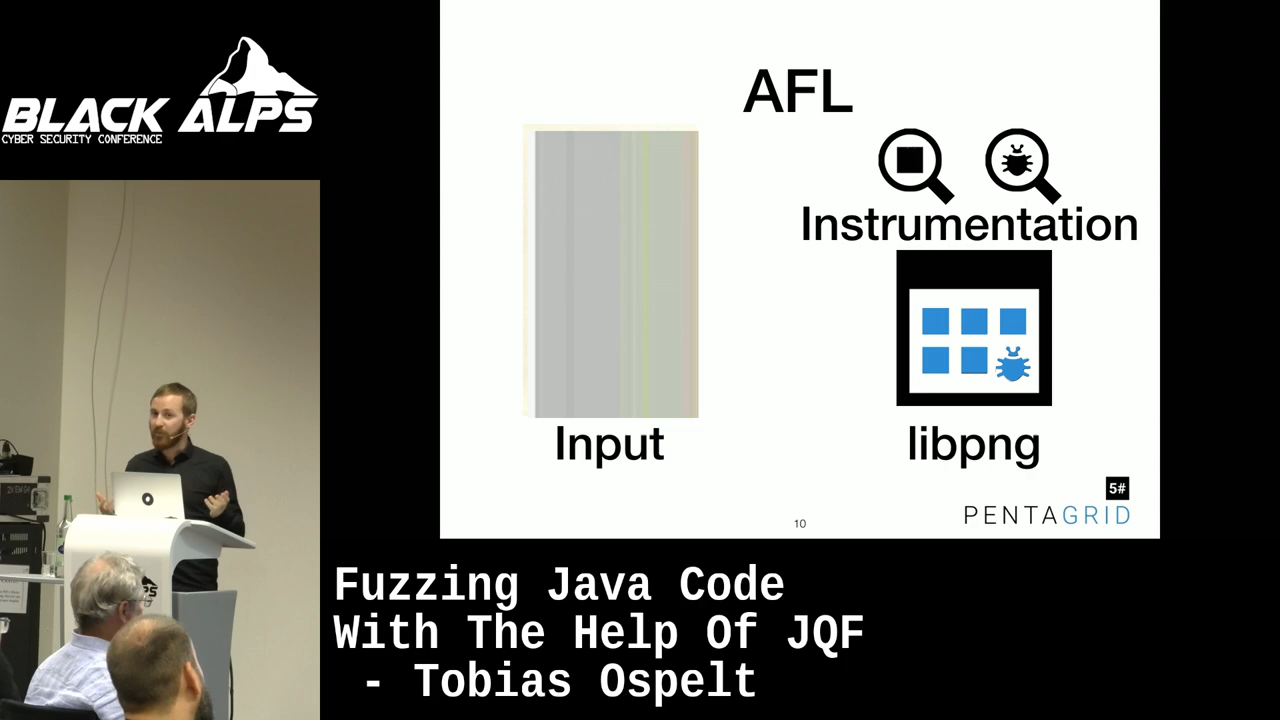 BLACK ALPS
CYBER SECURITY CONFERENCE
AFL
Instrumentation
Input
libpng
5#
PENTAGRID
10
Fuzzing Java Code
With The Help Of JQF
- Tobias Ospelt